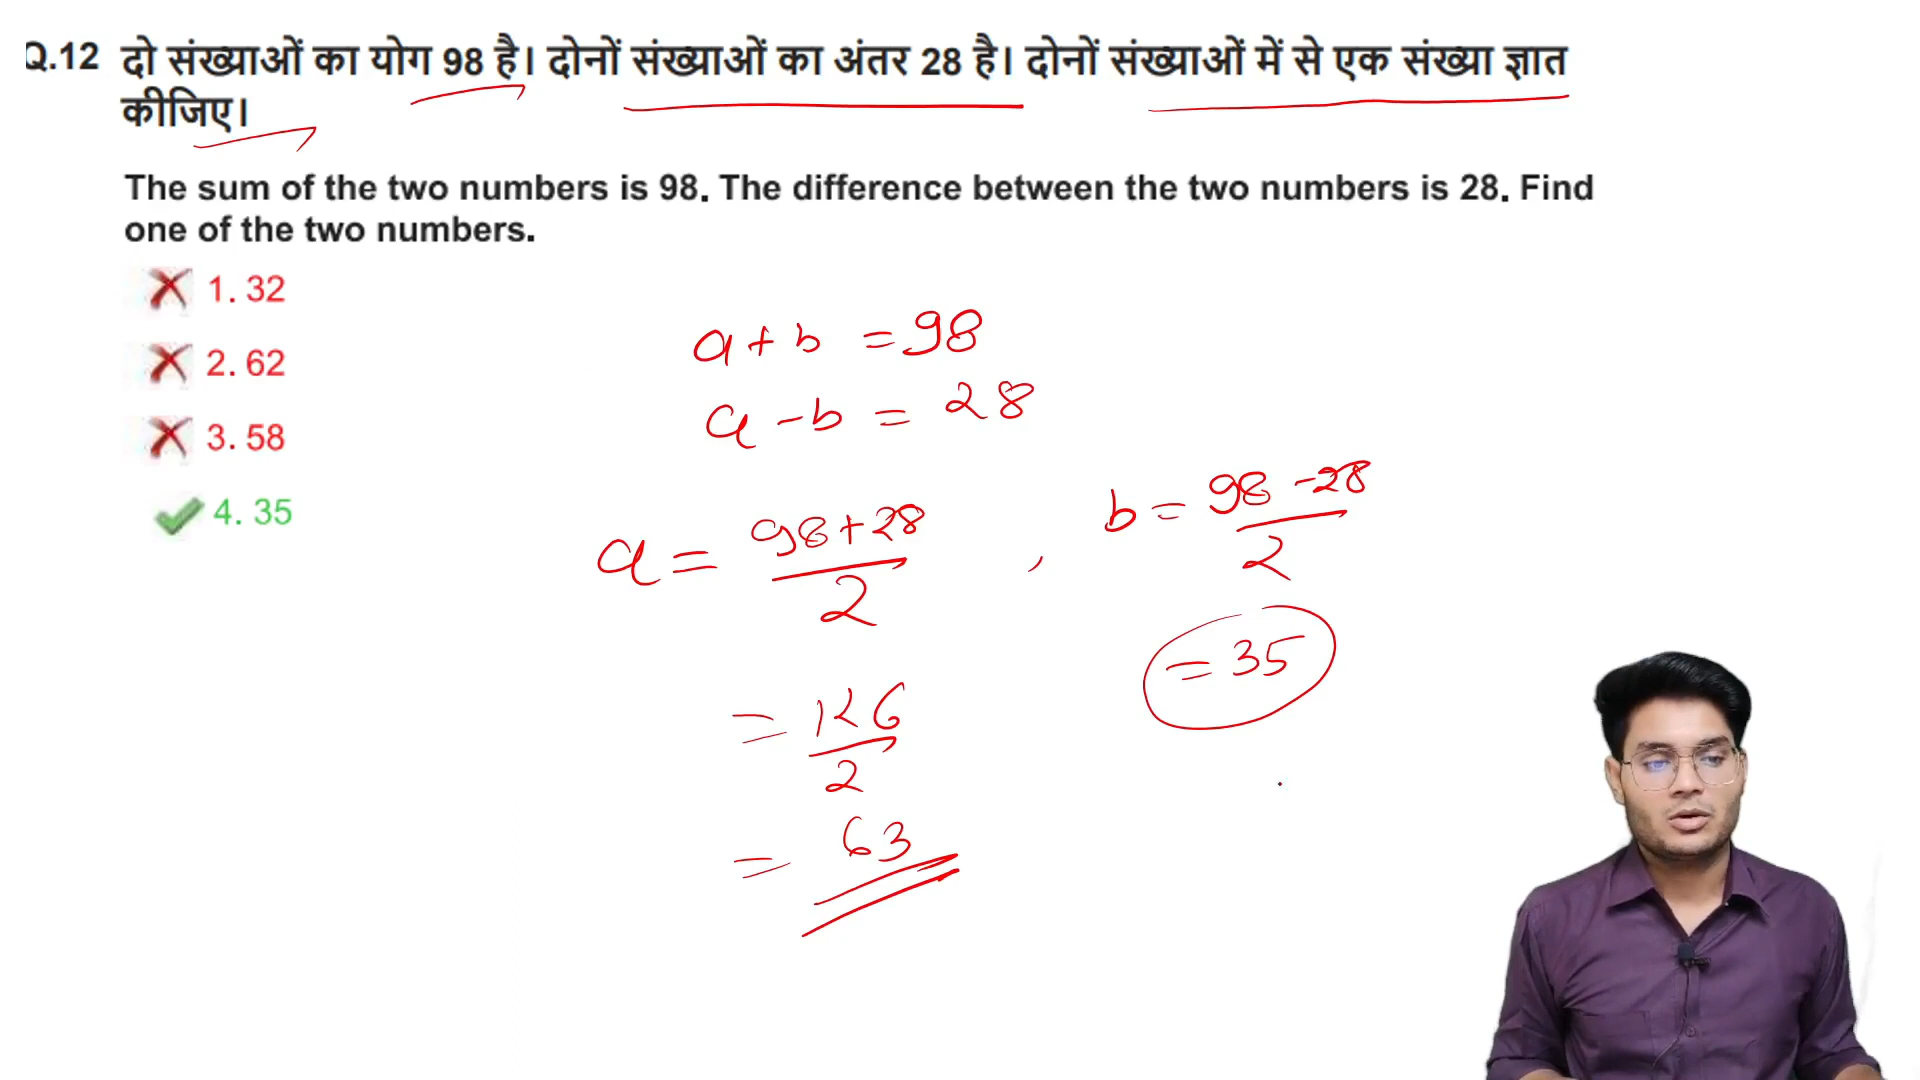 Q.12 दो संख्याओं का योग 98 है। दोनों संख्याओं का अंतर 28 है। दोनों संख्याओं में से एक संख्या ज्ञात
कीजिए।
The sum of the two numbers is 98. The difference between the two numbers is 28. Find
one of the two numbers.
1. 32
2. 62
3. 58
4. 35
a + b = 98
a - b = 28
a = 98+28/2 , b = 98-28/2
= 126/2
= 63
= 35